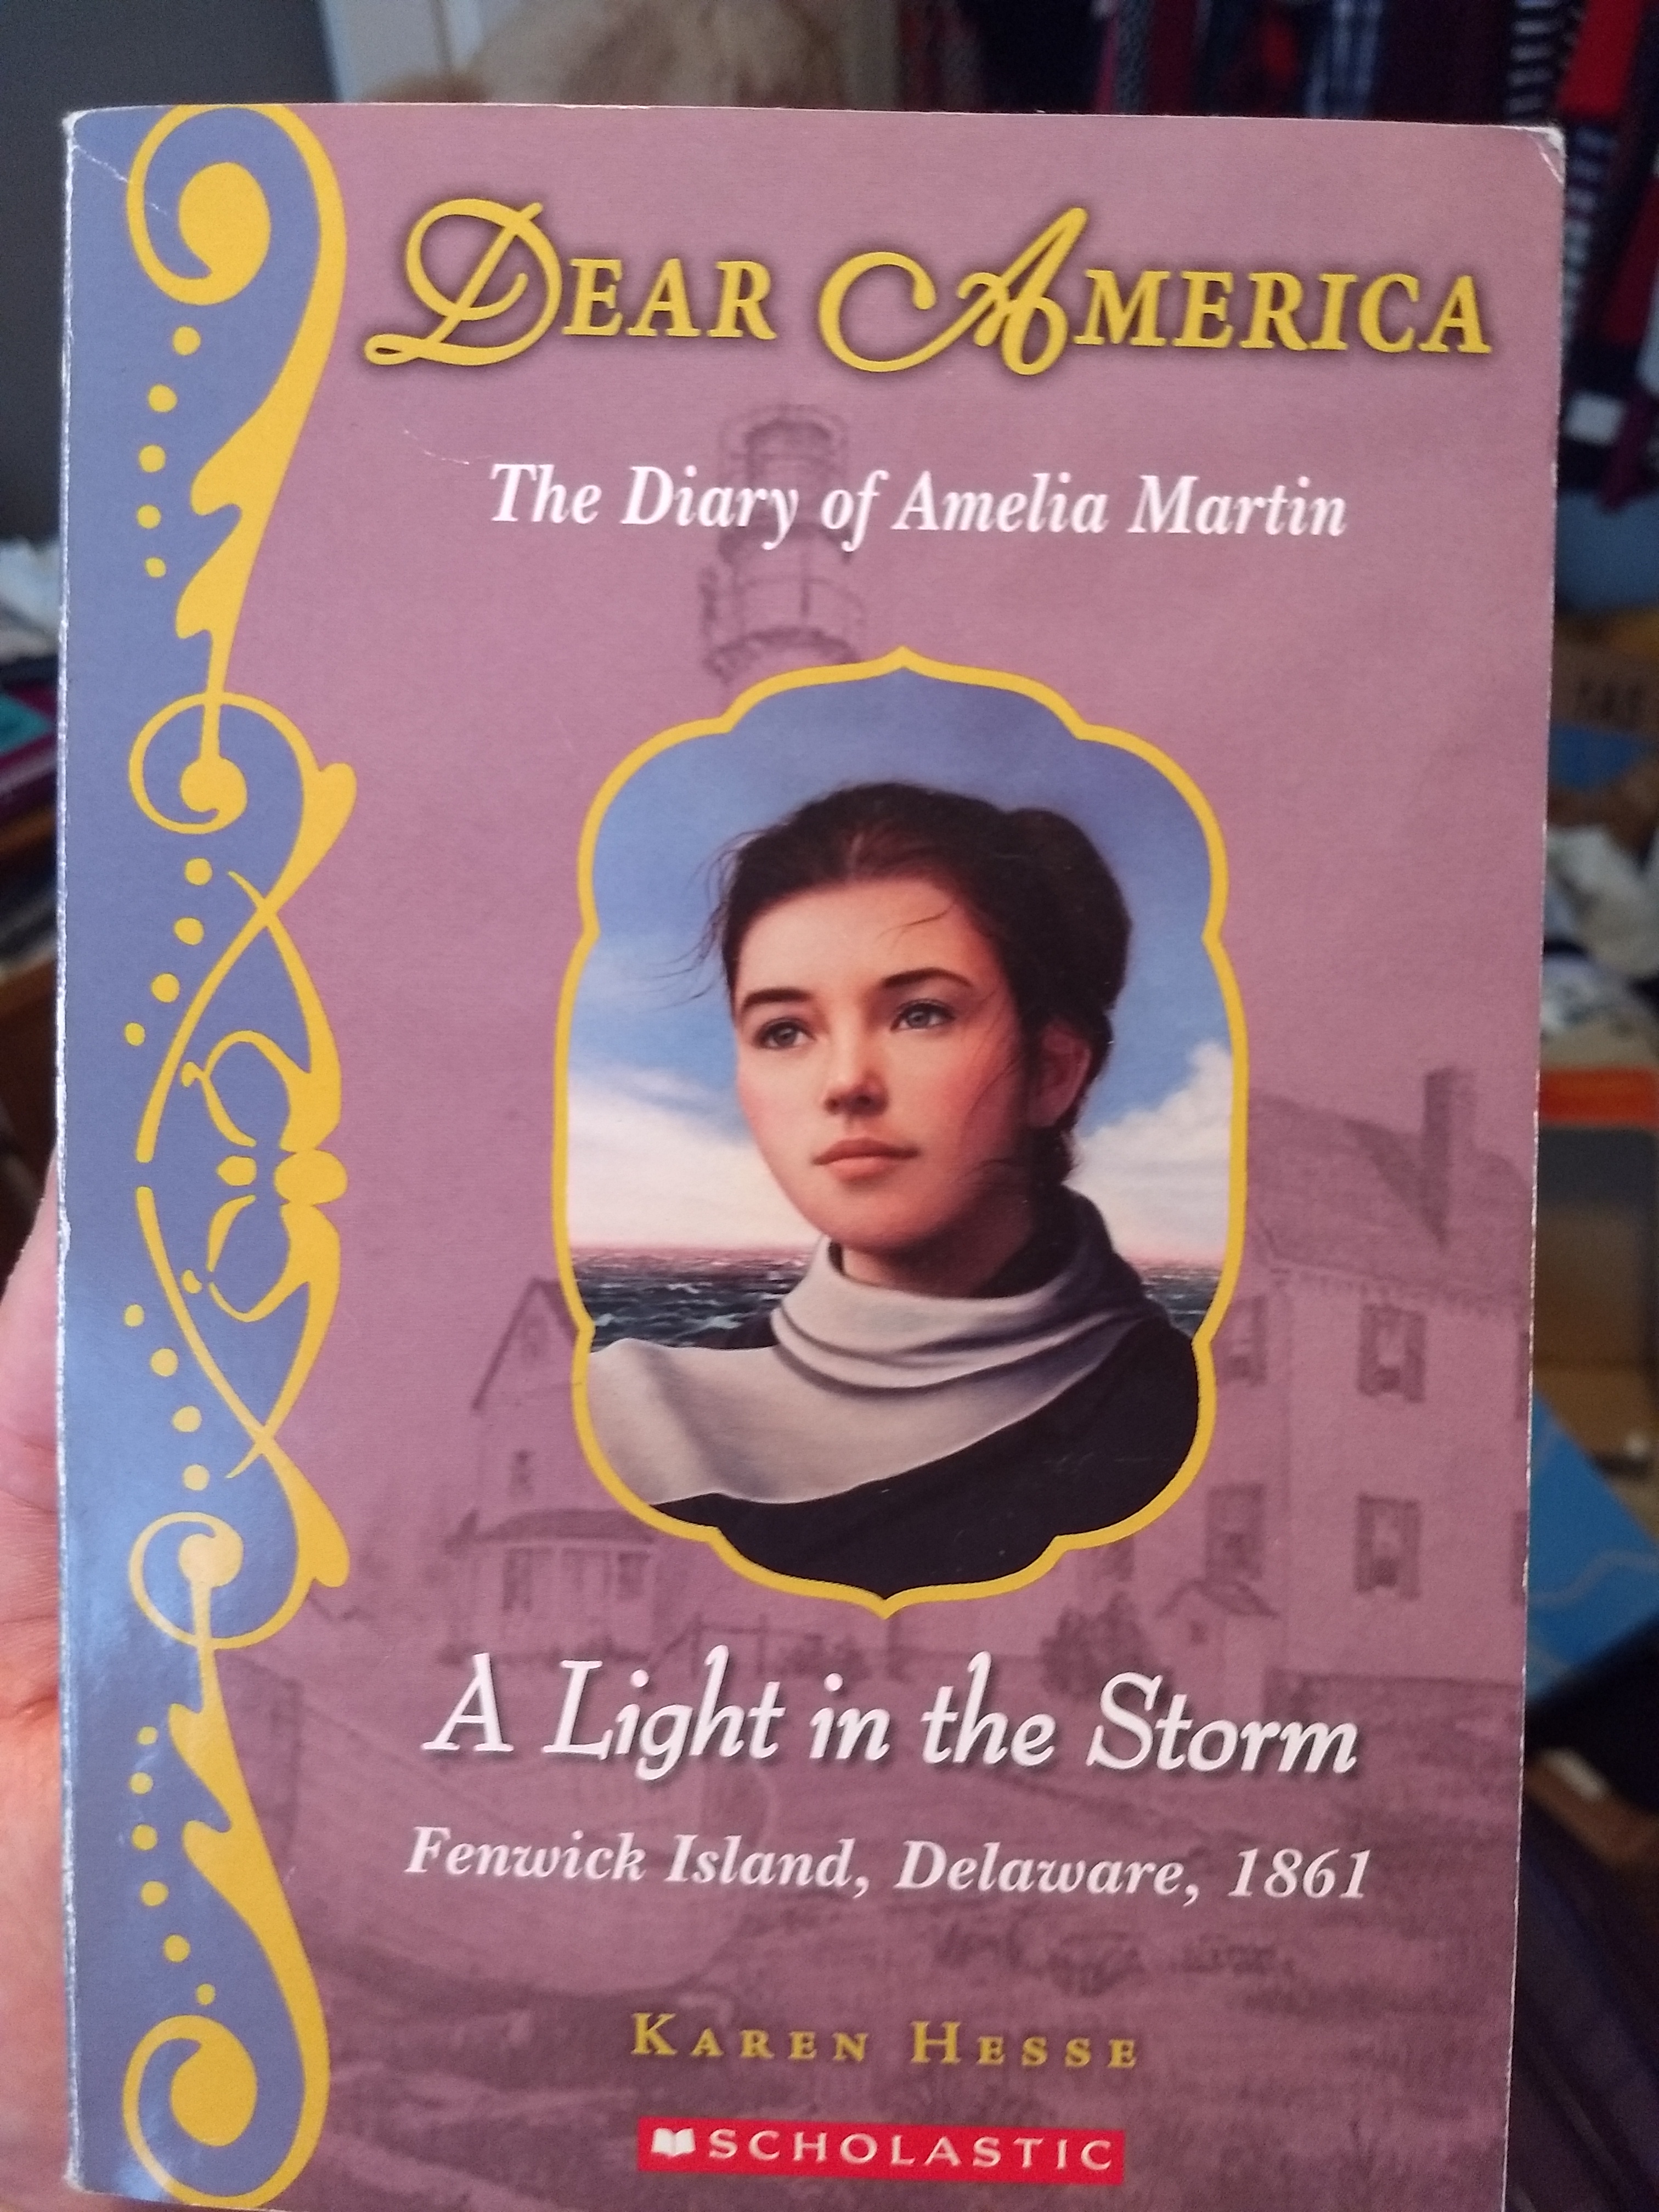 DEAR AMERICA
The Diary of Amelia Martin
A Light in the Storm
Fenwick Island, Delaware, 1861
KAREN HESSE
SCHOLASTIC